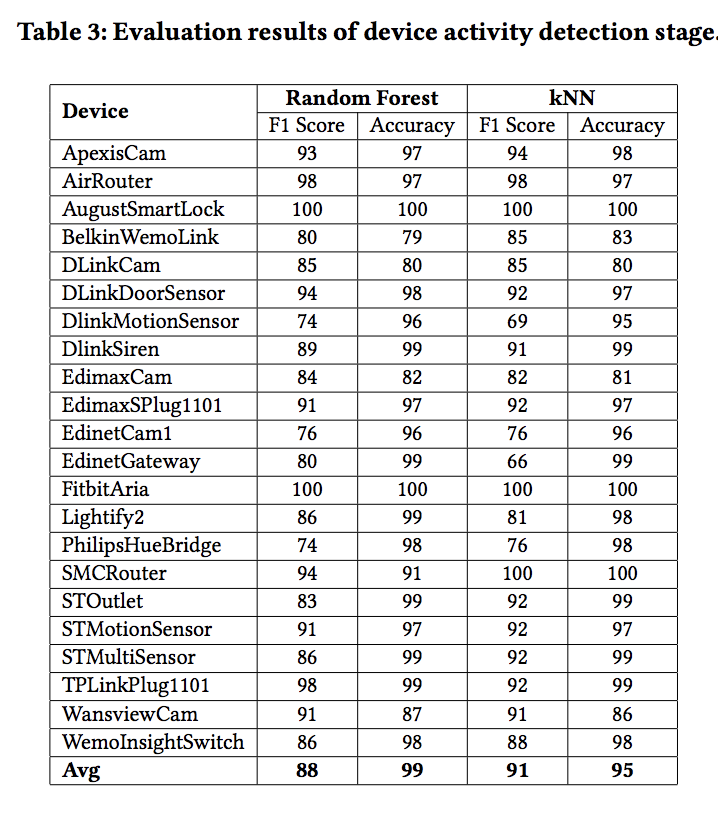 Table 3: Evaluation results of device activity detection stage.
Device Random Forest kNN
F1 Score Accuracy F1 Score Accuracy
ApexisCam 93 97 94 98
AirRouter 98 97 98 97
AugustSmartLock 100 100 100 100
BelkinWemoLink 80 79 85 83
DLinkCam 85 80 85 80
DLinkDoorSensor 94 98 92 97
DlinkMotionSensor 74 96 69 95
DlinkSiren 89 99 91 99
EdimaxCam 84 82 82 81
EdimaxSPlug1101 91 97 92 97
EdinetCam1 76 96 76 96
EdinetGateway 80 99 66 99
FitbitAria 100 100 100 100
Lightify2 86 99 81 98
PhilipsHueBridge 74 98 76 98
SMCRouter 94 91 100 100
STOutlet 83 99 92 99
STMotionSensor 91 97 92 97
STMultiSensor 86 99 92 99
TPLinkPlug1101 98 99 92 99
WansviewCam 91 87 91 86
WemoInsightSwitch 86 98 88 98
Avg 88 99 91 95